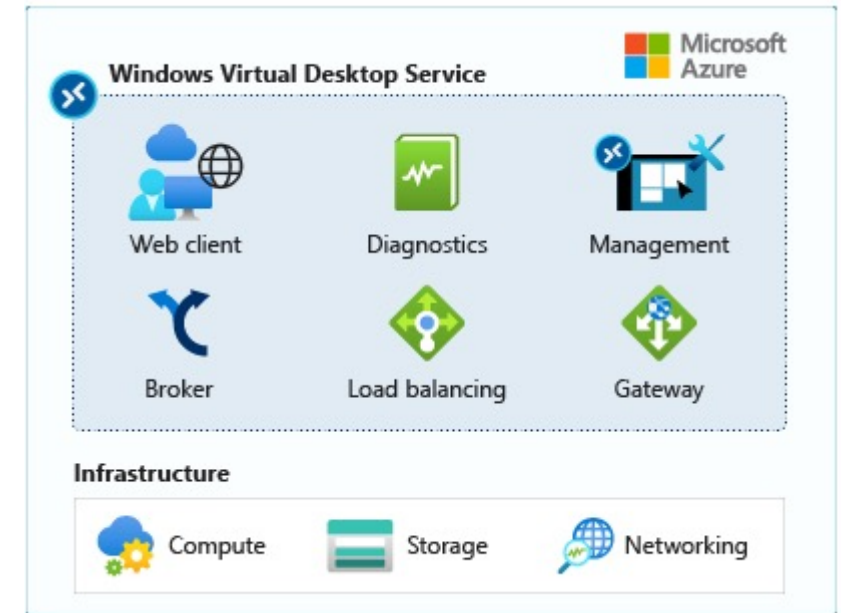 Microsoft
Azure
Windows Virtual Desktop Service
Web client
Diagnostics
Management
Broker
Load balancing
Gateway
Infrastructure
Compute
Storage
Networking